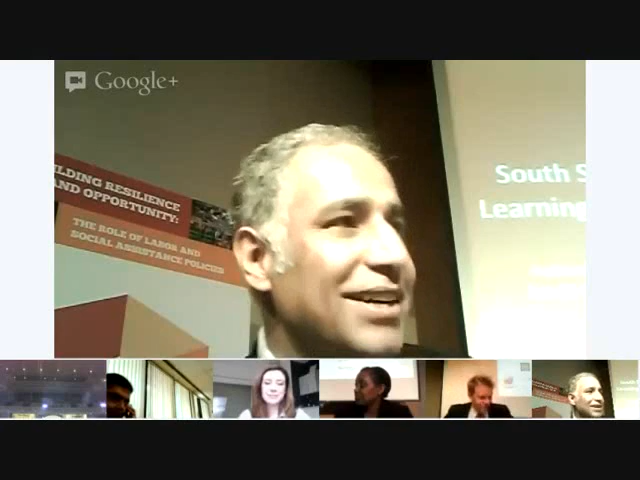 Google+
ILDING RESILIENCE
AND OPPORTUNITY:
THE ROLE OF LABOR AND
SOCIAL ASSISTANCE POLICIES
South S
Learning